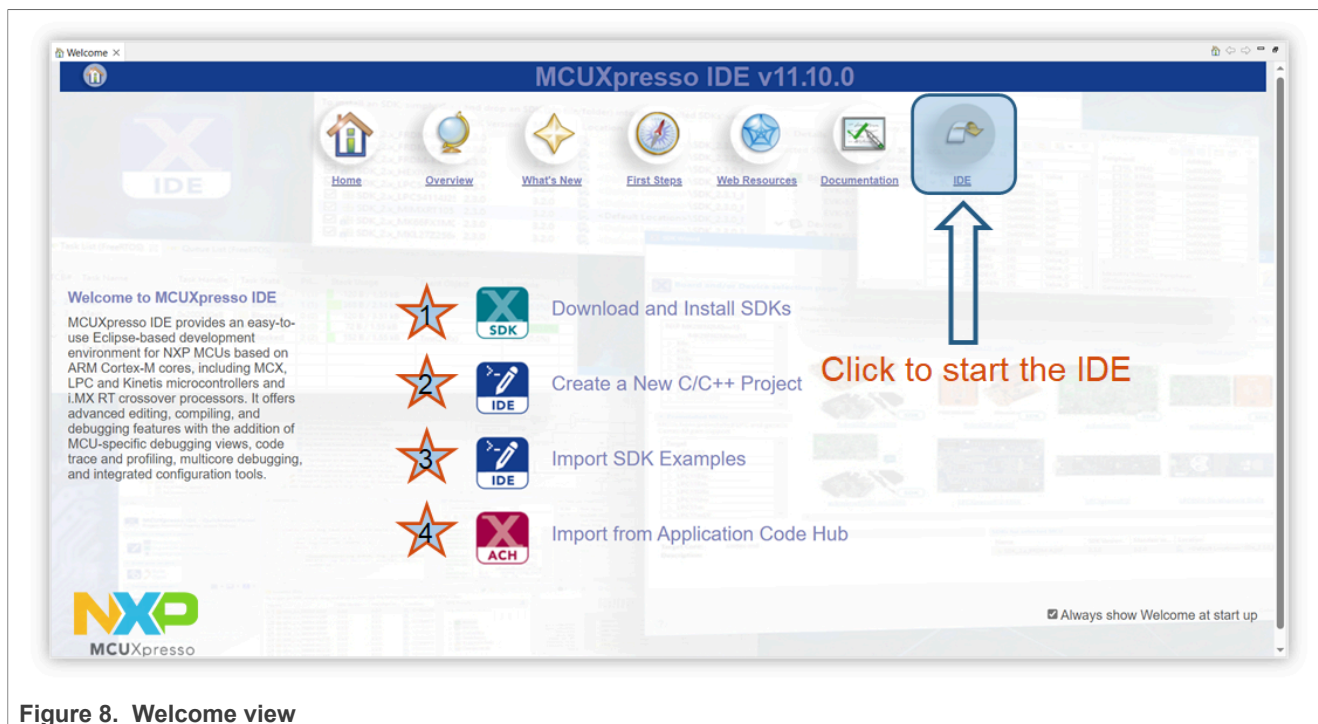 Welcome
MCUXpresso IDE v11.10.0
IDE
Home Overview What's New First Steps Web Resources Documentation IDE
Welcome to MCUXpresso IDE
MCUXpresso IDE provides an easy-to-
use Eclipse-based development
environment for NXP MCUs based on
ARM Cortex-M cores, including MCX,
LPC and Kinetis microcontrollers and
i.MX RT crossover processors. It offers
advanced editing, compiling, and
debugging features with the addition of
MCU-specific debugging views, code
trace and profiling, multicore debugging,
and integrated configuration tools.
1 SDK Download and Install SDKs
2 IDE Create a New C/C++ Project
3 IDE Import SDK Examples
4 ACH Import from Application Code Hub
Click to start the IDE
Always show Welcome at start up
NXP
MCUXpresso
Figure 8. Welcome view